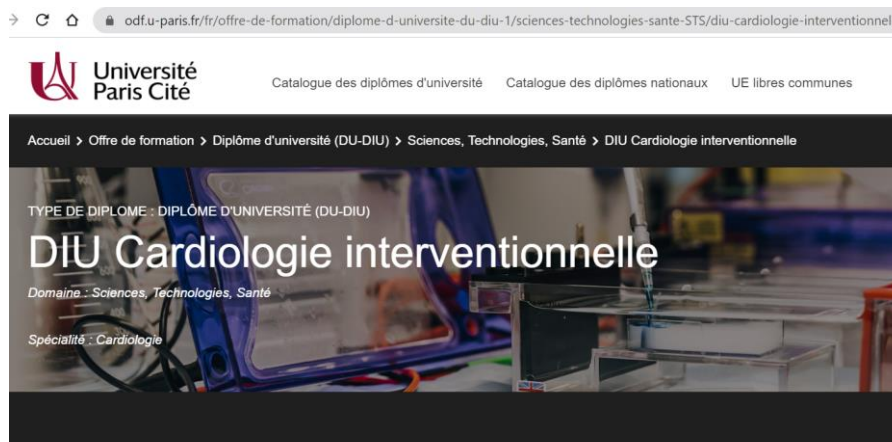 odf.u-paris.fr/fr/offre-de-formation/diplome-d-universite-du-diu-1/sciences-technologies-sante-STS/diu-cardiologie-interventionnel
Université
Paris Cité
Catalogue des diplômes d'université Catalogue des diplômes nationaux UE libres communes
Accueil > Offre de formation > Diplôme d'université (DU-DIU) > Sciences, Technologies, Santé > DIU Cardiologie interventionnelle
TYPE DE DIPLOME : DIPLÔME D'UNIVERSITÉ (DU-DIU)
DIU Cardiologie interventionnelle
Domaine : Sciences, Technologies, Santé
Spécialité : Cardiologie